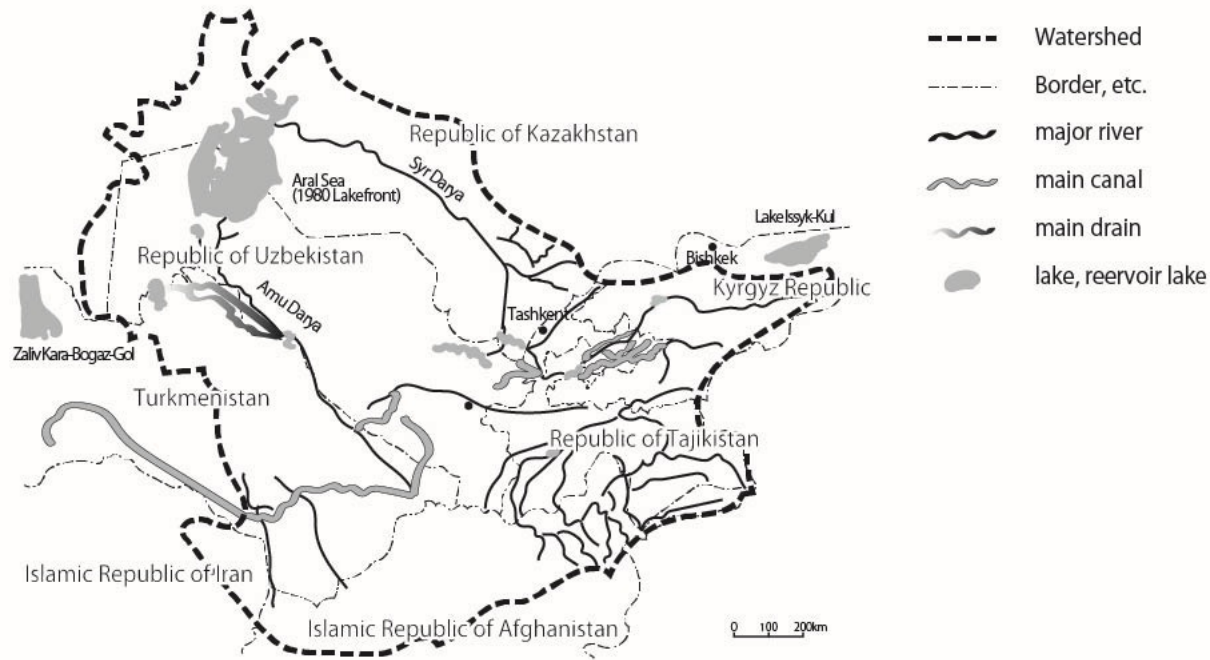 Watershed
Border, etc.
major river
main canal
main drain
lake, reervoir lake
Republic of Kazakhstan
Syr Darya
Aral Sea
(1980 Lakefront)
Lake Issyk-Kul
Bishkek
Republic of Uzbekistan
Kyrgyz Republic
Amu Darya
Tashkent
Zaliv Kara-Bogaz-Gol
Turkmenistan
Republic of Tajikistan
Islamic Republic of Iran
Islamic Republic of Afghanistan
0 100 200km